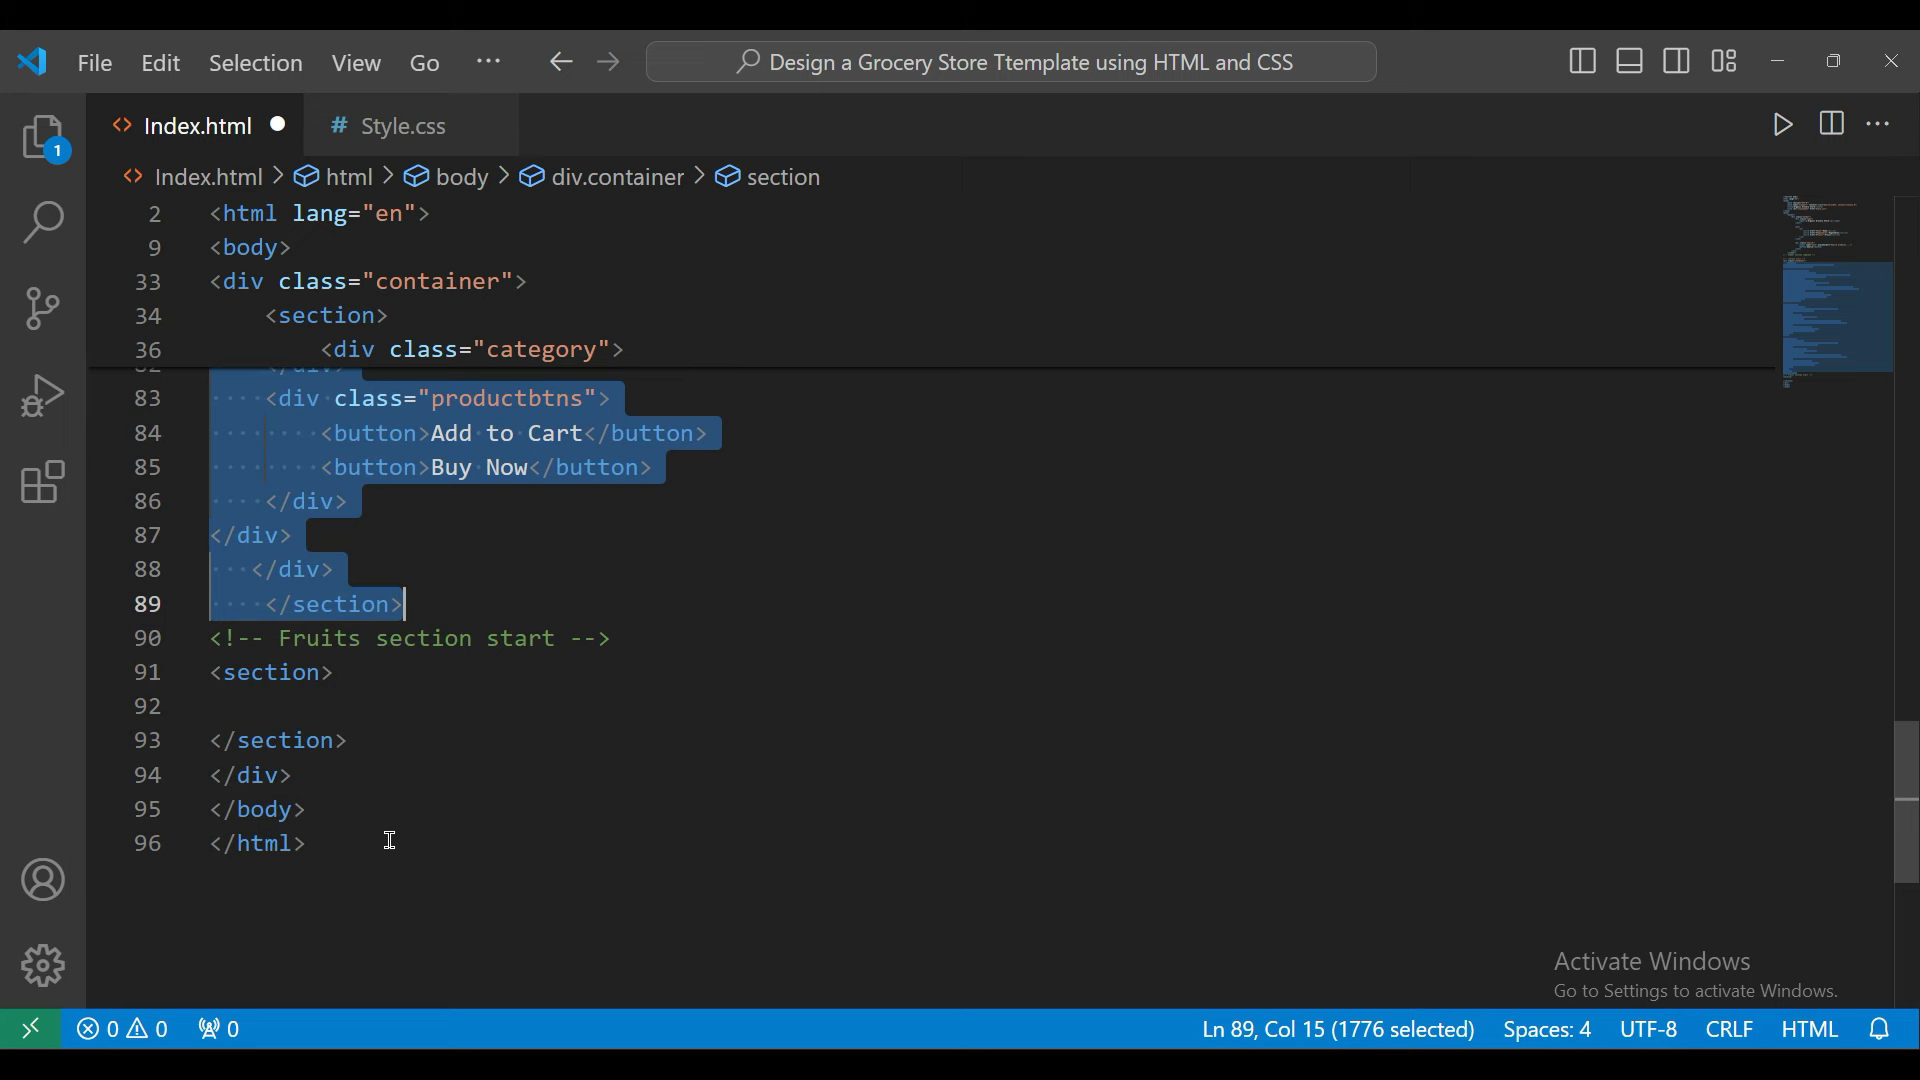 File Edit Selection View Go ··· Design a Grocery Store Ttemplate using HTML and CSS
Index.html # Style.css
Index.html > html > body > div.container > section
2 <html lang="en">
9 <body>
33 <div class="container">
34 <section>
36 <div class="category">
82 </div>
83 <div class="productbtns">
84 <button>Add to Cart</button>
85 <button>Buy Now</button>
86 </div>
87 </div>
88 </div>
89 </section>
90 <!-- Fruits section start -->
91 <section>
92
93 </section>
94 </div>
95 </body>
96 </html>
1
Activate Windows
Go to Settings to activate Windows.
0 0 0 Ln 89, Col 15 (1776 selected) Spaces: 4 UTF-8 CRLF HTML